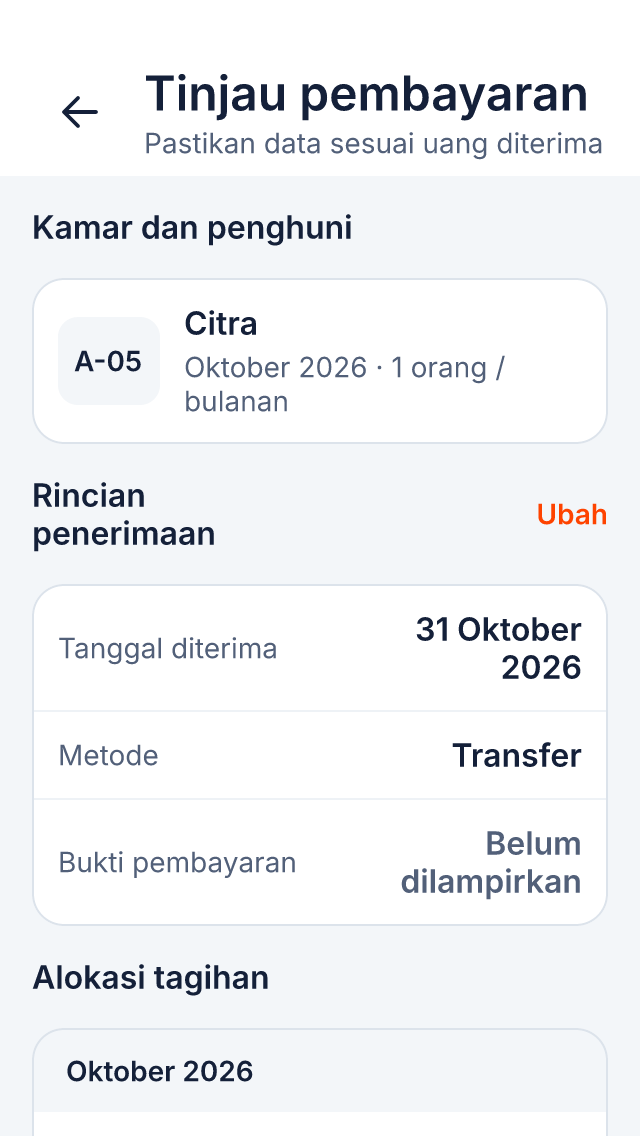 Tinjau pembayaran
Pastikan data sesuai uang diterima
Kamar dan penghuni
A-05
Citra
Oktober 2026 · 1 orang /
bulanan
Rincian
penerimaan
Ubah
Tanggal diterima
31 Oktober
2026
Metode
Transfer
Bukti pembayaran
Belum
dilampirkan
Alokasi tagihan
Oktober 2026